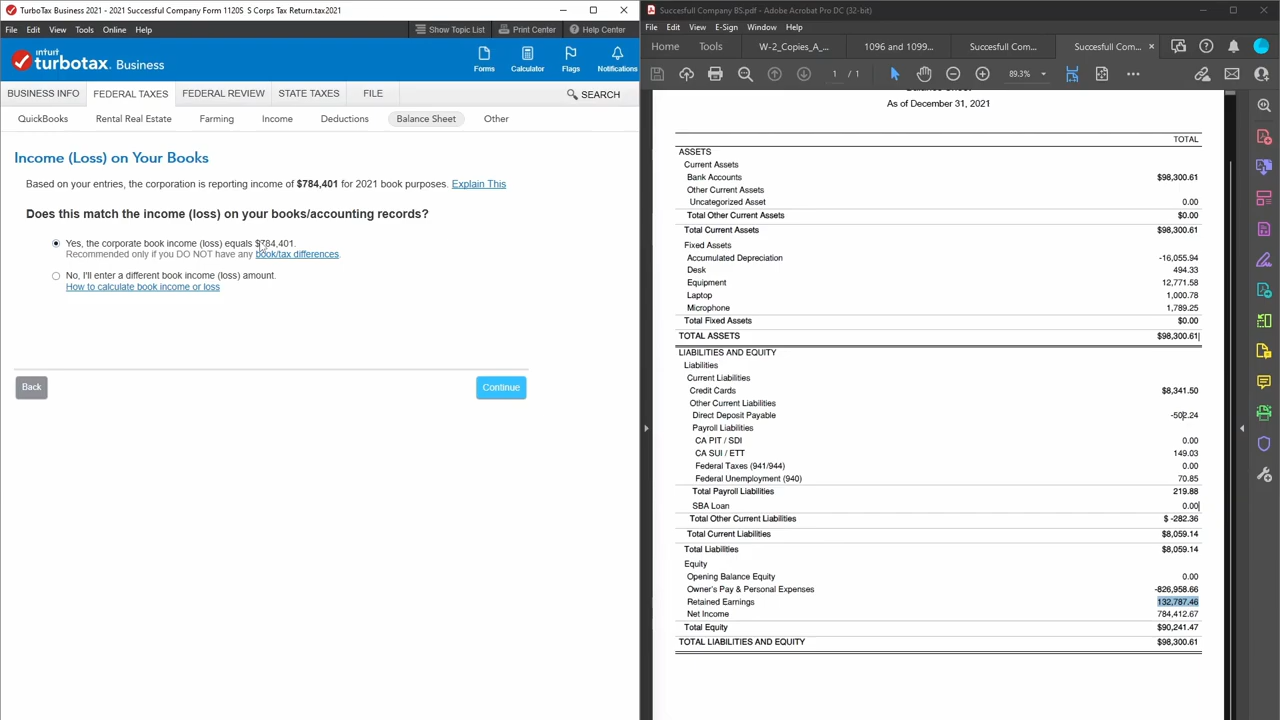 TurboTax Business 2021 - 2021 Successful Company Form 1120S S Corps Tax Return.tax2021
File Edit View Tools Online Help
Show Topic List Print Center Help Center
intuit turbotax. Business
Forms Calculator Flags Notifications
BUSINESS INFO FEDERAL TAXES FEDERAL REVIEW STATE TAXES FILE SEARCH
QuickBooks Rental Real Estate Farming Income Deductions Balance Sheet Other
Income (Loss) on Your Books
Based on your entries, the corporation is reporting income of $784,401 for 2021 book purposes. Explain This
Does this match the income (loss) on your books/accounting records?
Yes, the corporate book income (loss) equals $784,401.
Recommended only if you DO NOT have any book/tax differences.
No, I'll enter a different book income (loss) amount.
How to calculate book income or loss
Back Continue
Succesfull Company BS.pdf - Adobe Acrobat Pro DC (32-bit)
File Edit View E-Sign Window Help
Home Tools W-2_Copies_A_... 1096 and 1099... Succesfull Com... Succesfull Com... ×
1 / 1 89.3%
As of December 31, 2021
TOTAL
ASSETS
Current Assets
Bank Accounts $98,300.61
Other Current Assets
Uncategorized Asset 0.00
Total Other Current Assets $0.00
Total Current Assets $98,300.61
Fixed Assets
Accumulated Depreciation -16,055.94
Desk 494.33
Equipment 12,771.58
Laptop 1,000.78
Microphone 1,789.25
Total Fixed Assets $0.00
TOTAL ASSETS $98,300.61
LIABILITIES AND EQUITY
Liabilities
Current Liabilities
Credit Cards $8,341.50
Other Current Liabilities
Direct Deposit Payable -502.24
Payroll Liabilities
CA PIT / SDI 0.00
CA SUI / ETT 149.03
Federal Taxes (941/944) 0.00
Federal Unemployment (940) 70.85
Total Payroll Liabilities 219.88
SBA Loan 0.00
Total Other Current Liabilities $ -282.36
Total Current Liabilities $8,059.14
Total Liabilities $8,059.14
Equity
Opening Balance Equity 0.00
Owner's Pay & Personal Expenses -826,958.66
Retained Earnings 132,787.46
Net Income 784,412.67
Total Equity $90,241.47
TOTAL LIABILITIES AND EQUITY $98,300.61